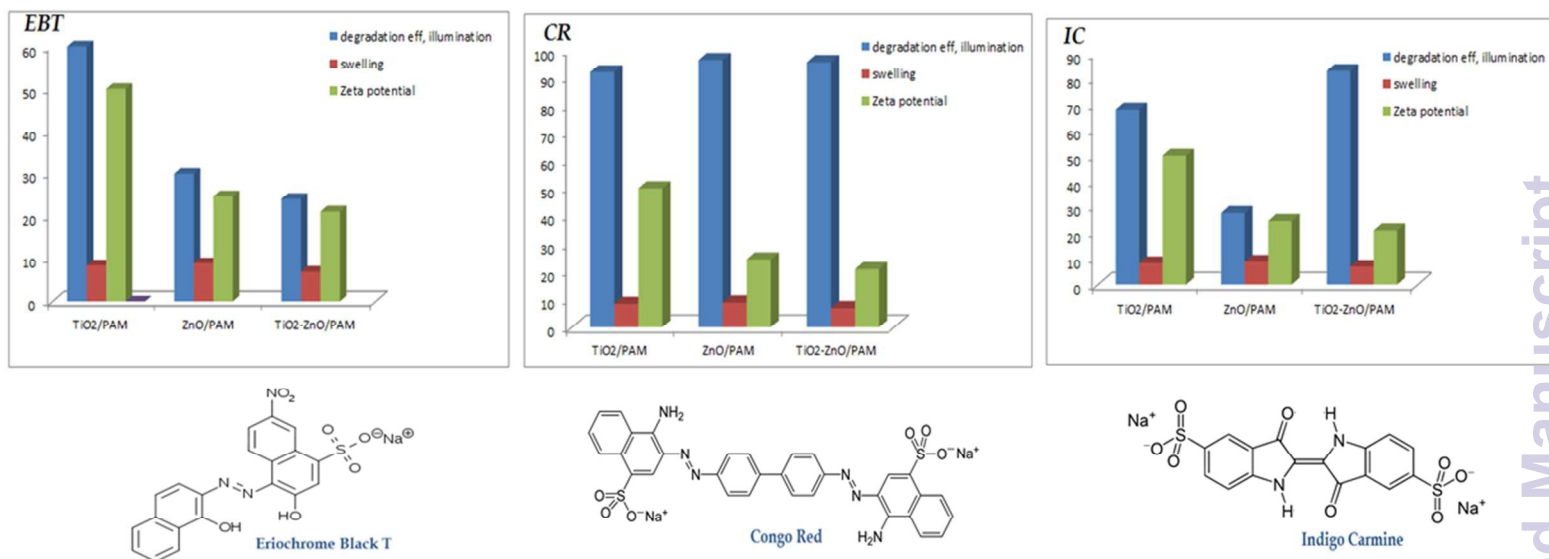 EBT
degradation eff, illumination
swelling
Zeta potential
60
50
40
30
20
10
0
TiO2/PAM
ZnO/PAM
TiO2-ZnO/PAM
CR
degradation eff, illumination
swelling
Zeta potential
100
90
80
70
60
50
40
30
20
10
0
TiO2/PAM
ZnO/PAM
TiO2-ZnO/PAM
IC
degradation eff, illumination
swelling
Zeta potential
90
80
70
60
50
40
30
20
10
0
TiO2/PAM
ZnO/PAM
TiO2-ZnO/PAM
NO₂
O
S
O⊖Na⊕
O
N
N
OH
HO
Eriochrome Black T
NH₂
N
N
O=S
O
O⁻Na⁺
O
O
S
O⁻Na⁺
N
N
H₂N
Congo Red
Na⁺
O
S
⁻O
O
O
H
N
N
H
O
O
S
O⁻
O
Na⁺
Indigo Carmine
d Manuscript